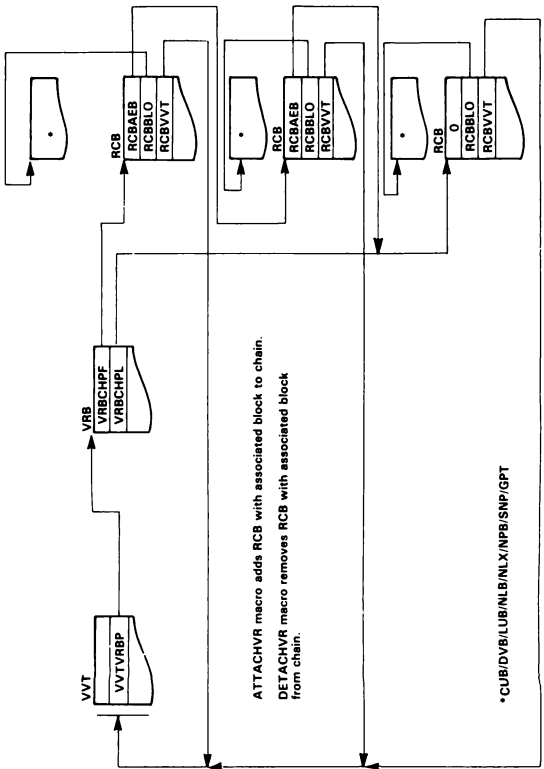 VVT
VVTVRBP
VRB
VRBCHPF
VRBCHPL
*
RCB
RCBAEB
RCBBLO
RCBVVT
*
RCB
RCBAEB
RCBBLO
RCBVVT
*
RCB
0
RCBBLO
RCBVVT
ATTACHVR macro adds RCB with associated block to chain.
DETACHVR macro removes RCB with associated block
from chain.
*CUB/DVB/LUB/NLB/NLX/NPB/SNP/GPT